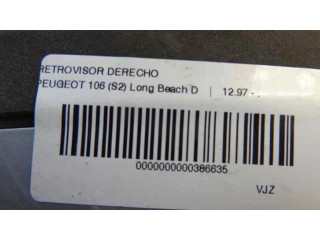 RETROVISOR DERECHO
PEUGEOT 106 (S2) Long Beach D | 12.97 - .
0000000000386635
VJZ